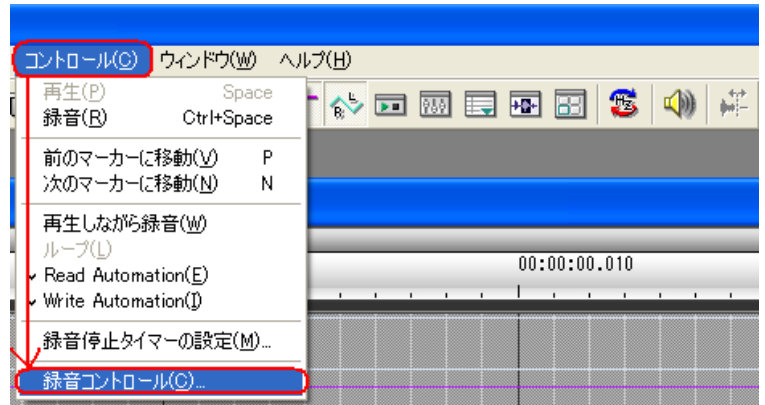 コントロール(C) ウィンドウ(W) ヘルプ(H)
再生(P) Space
録音(R) Ctrl+Space
前のマーカーに移動(V) P
次のマーカーに移動(N) N
再生しながら録音(W)
ループ(L)
Read Automation(E)
Write Automation(I)
録音停止タイマーの設定(M)...
録音コントロール(C)...
R: L
Hz
00:00:00.010